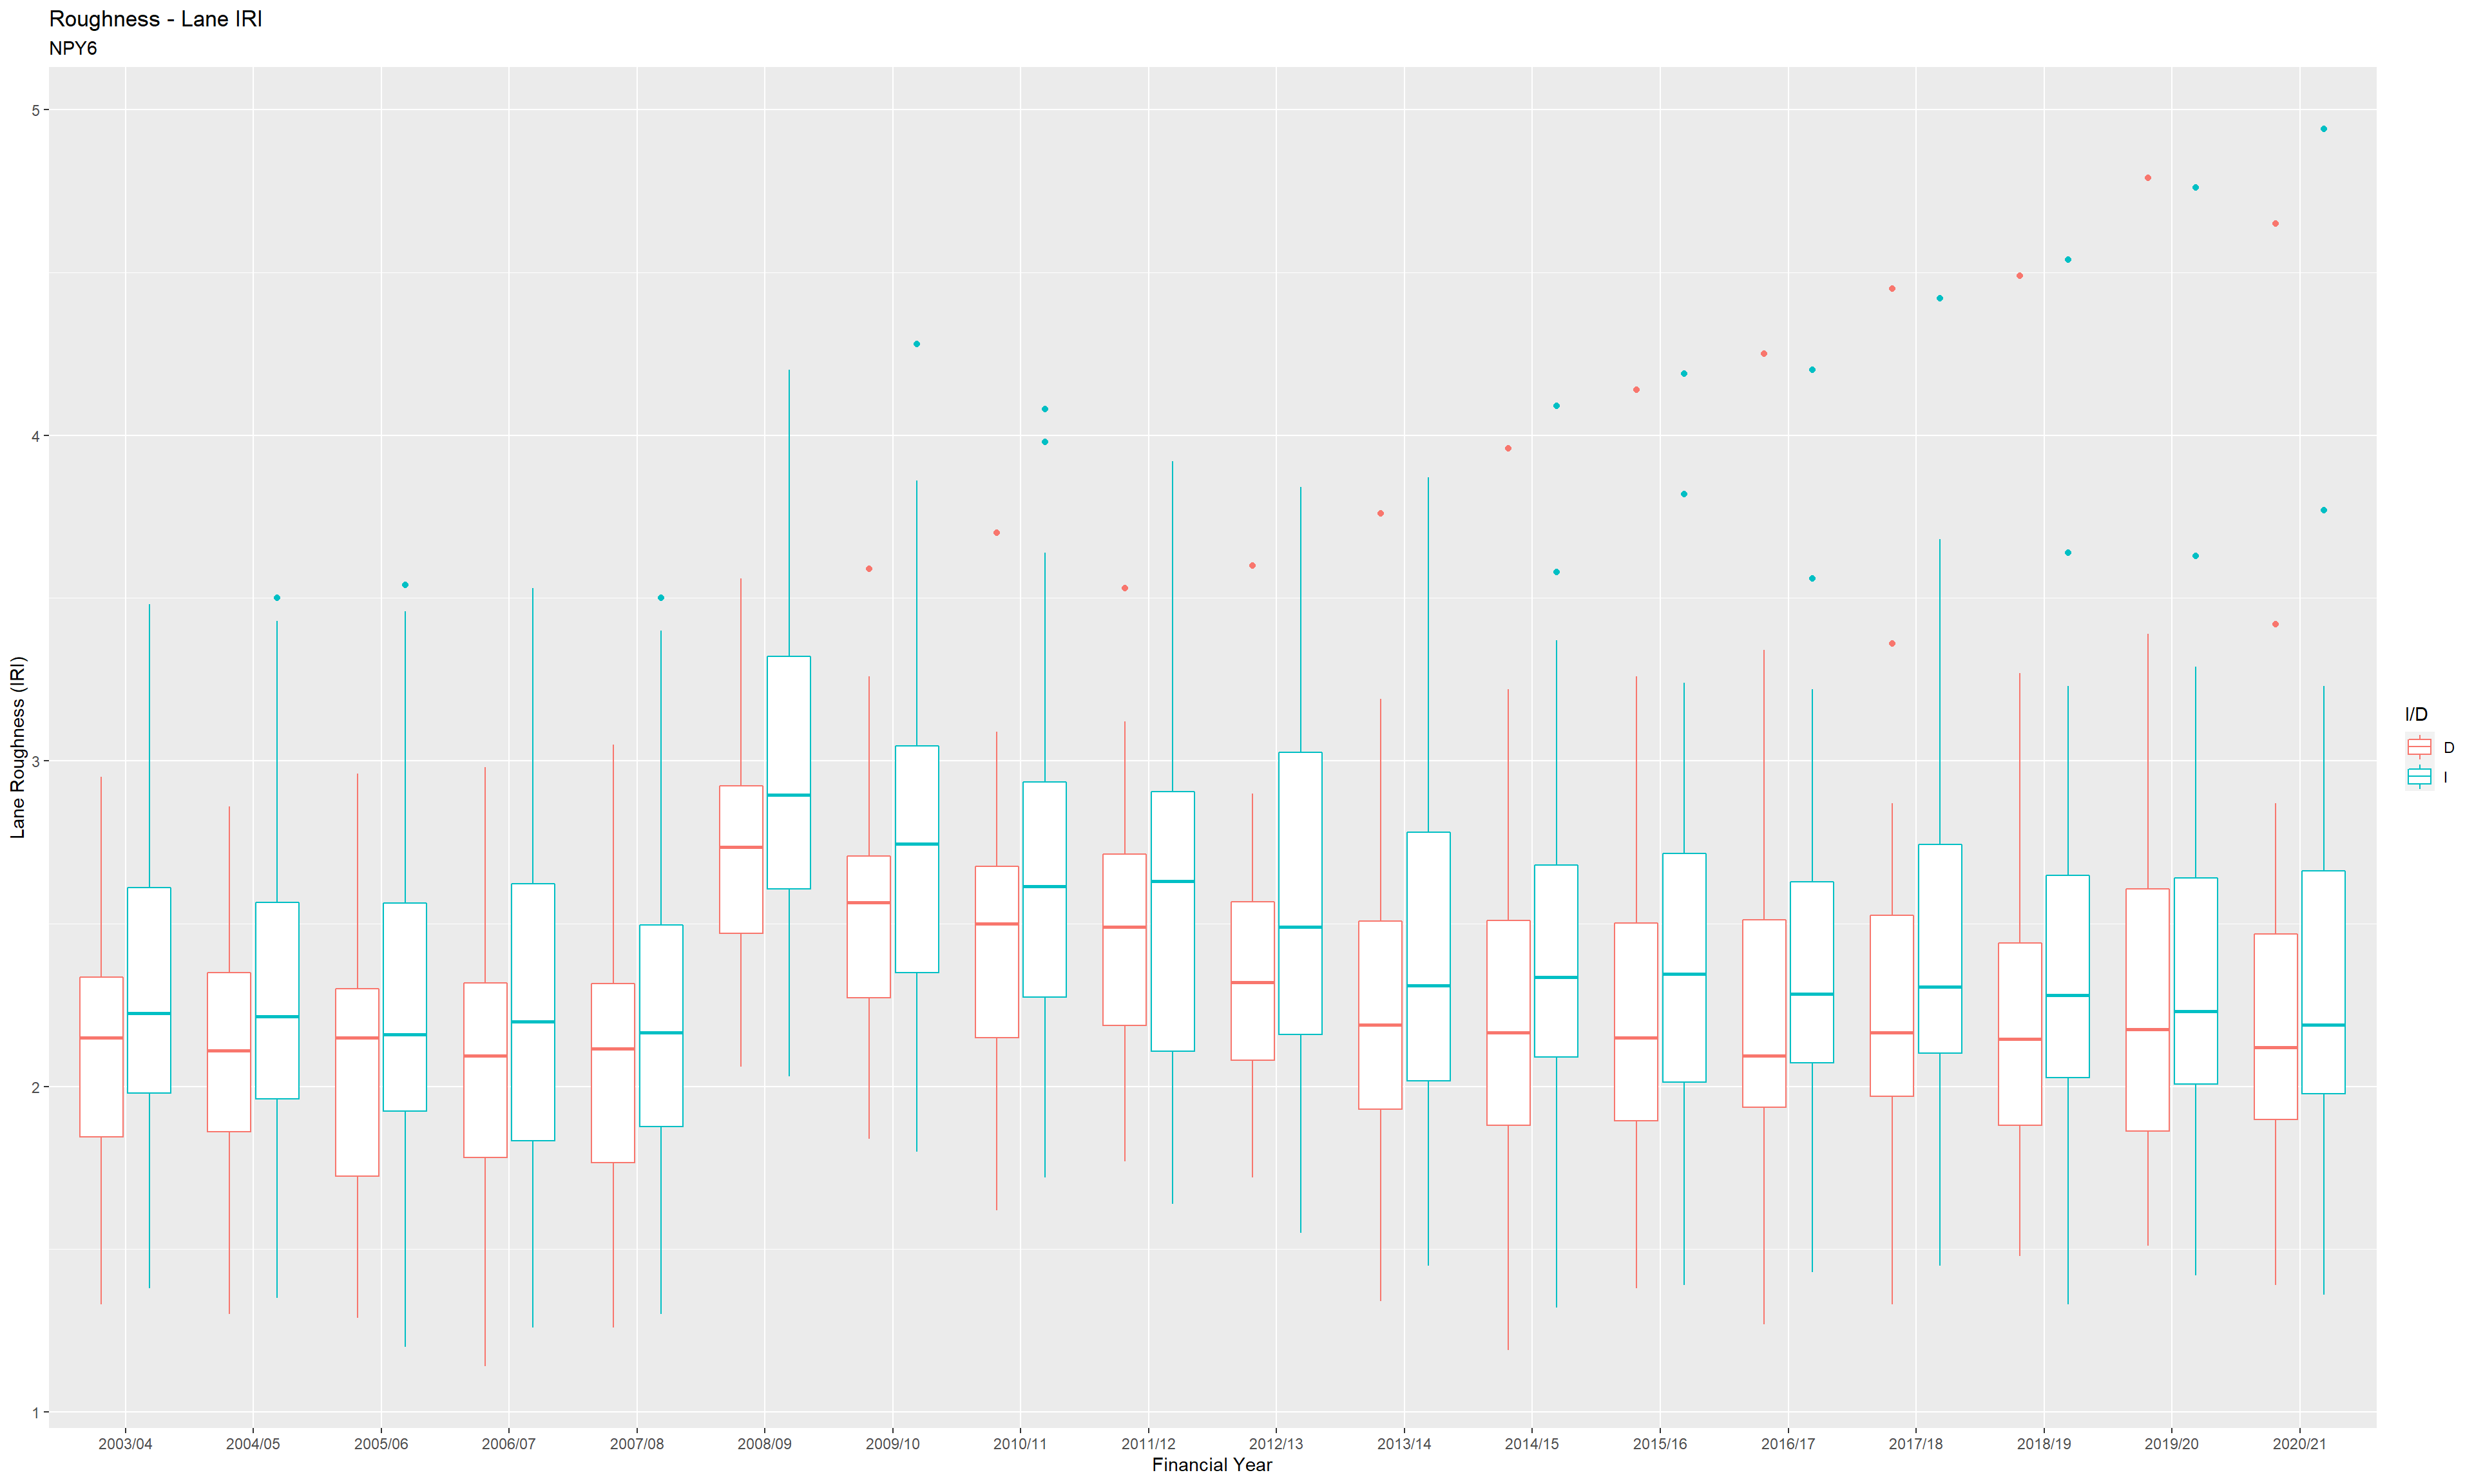 Roughness - Lane IRI
NPY6
Lane Roughness (IRI)
5
4
3
2
1
2003/04 2004/05 2005/06 2006/07 2007/08 2008/09 2009/10 2010/11 2011/12 2012/13 2013/14 2014/15 2015/16 2016/17 2017/18 2018/19 2019/20 2020/21
Financial Year
I/D
D
I